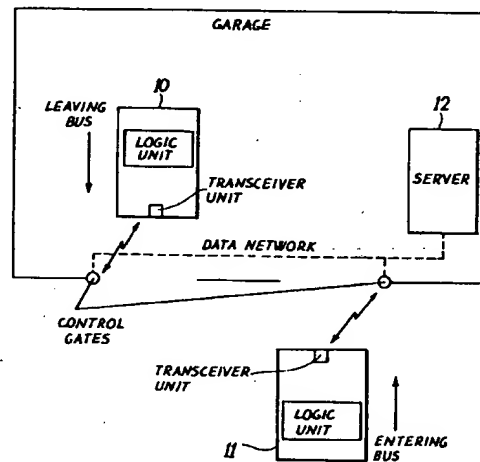 GARAGE
10
LEAVING
BUS
LOGIC
UNIT
TRANSCEIVER
UNIT
12
SERVER
DATA NETWORK
CONTROL
GATES
TRANSCEIVER
UNIT
LOGIC
UNIT
11
ENTERING
BUS